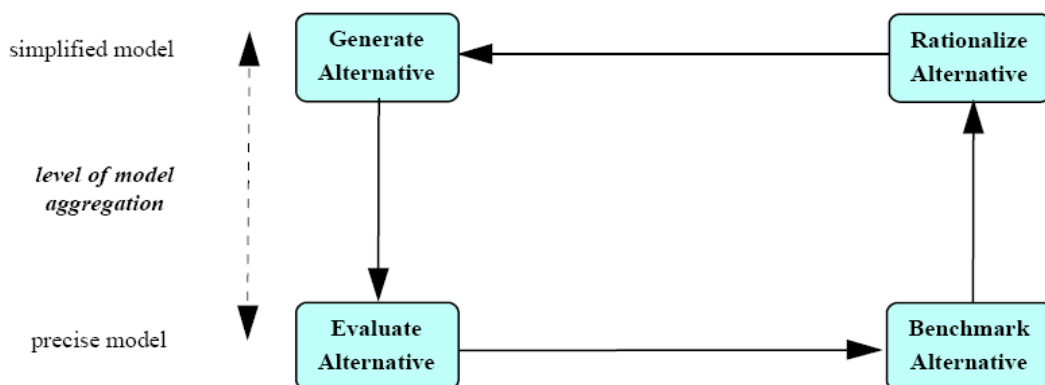 simplified model
Generate
Alternative
Rationalize
Alternative
level of model
aggregation
precise model
Evaluate
Alternative
Benchmark
Alternative